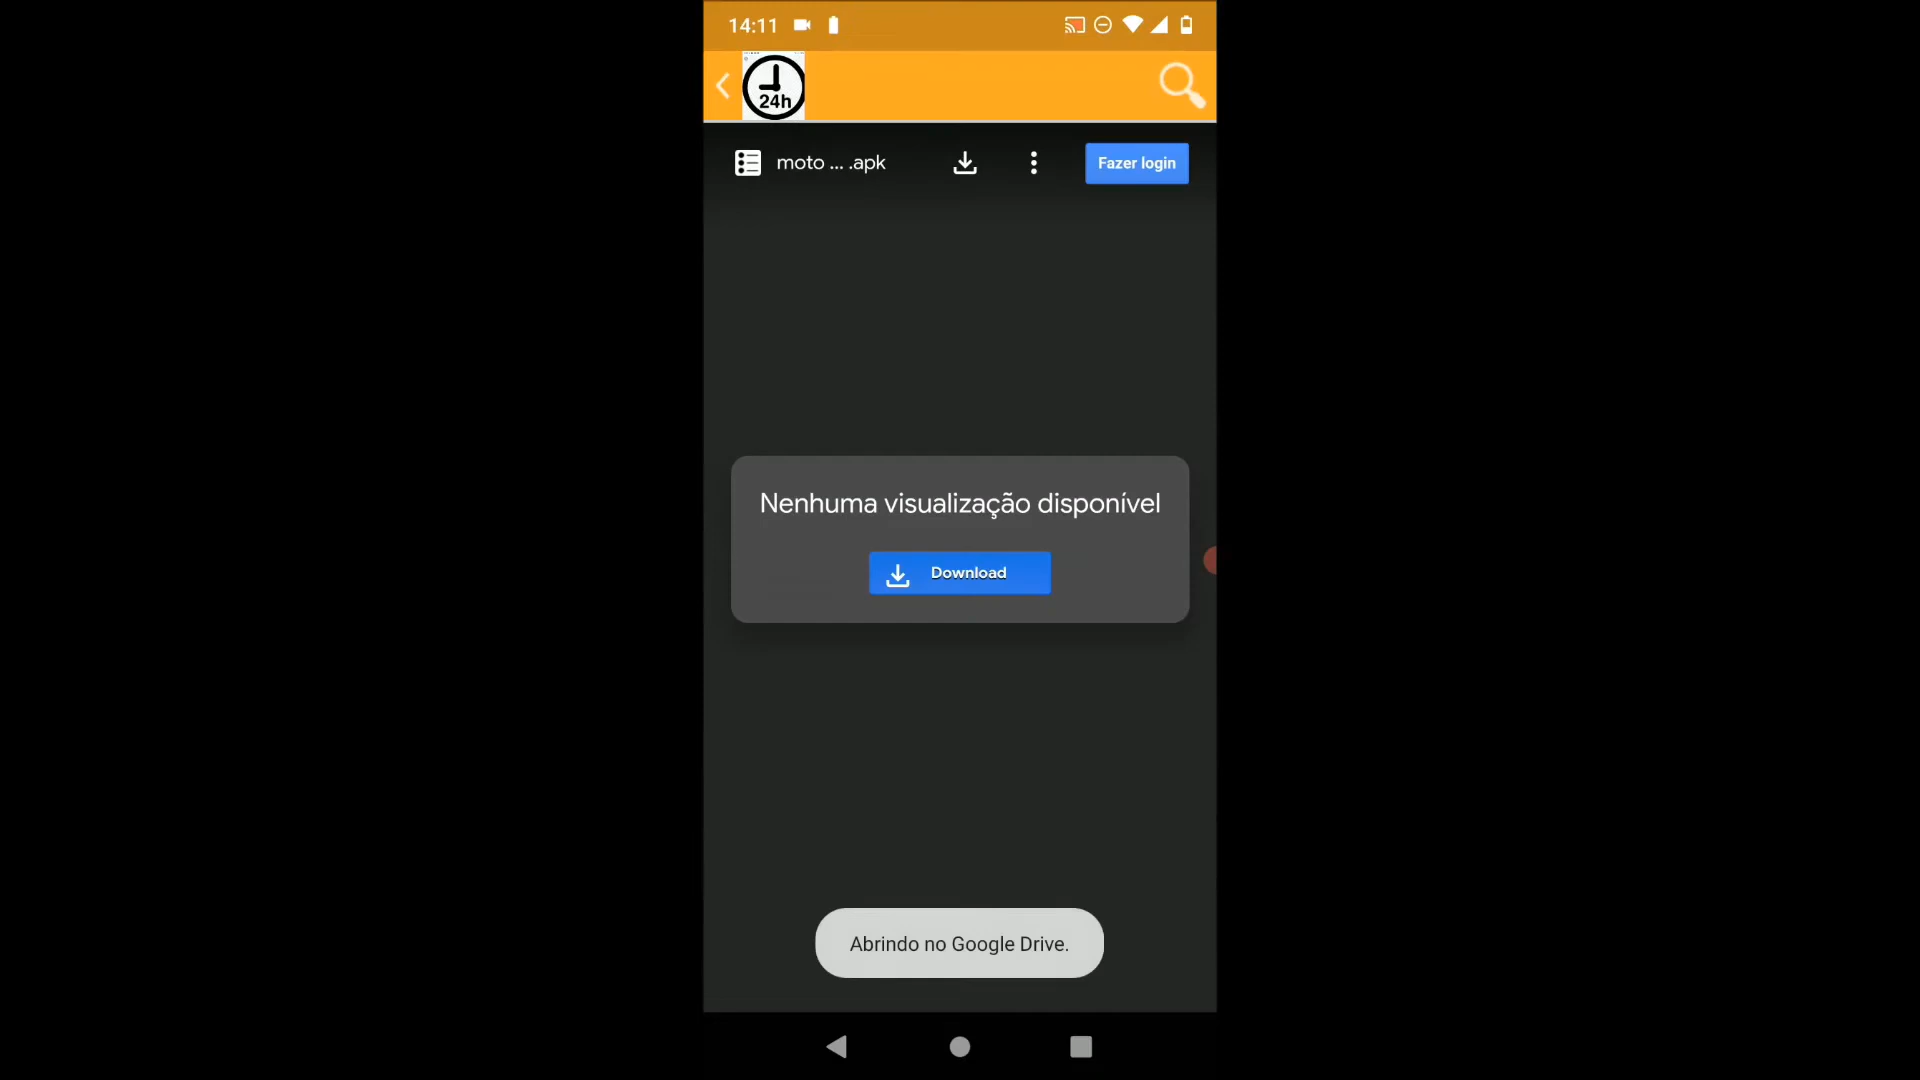 14:11
24h
moto ... .apk
Fazer login
Nenhuma visualização disponível
Download
Abrindo no Google Drive.